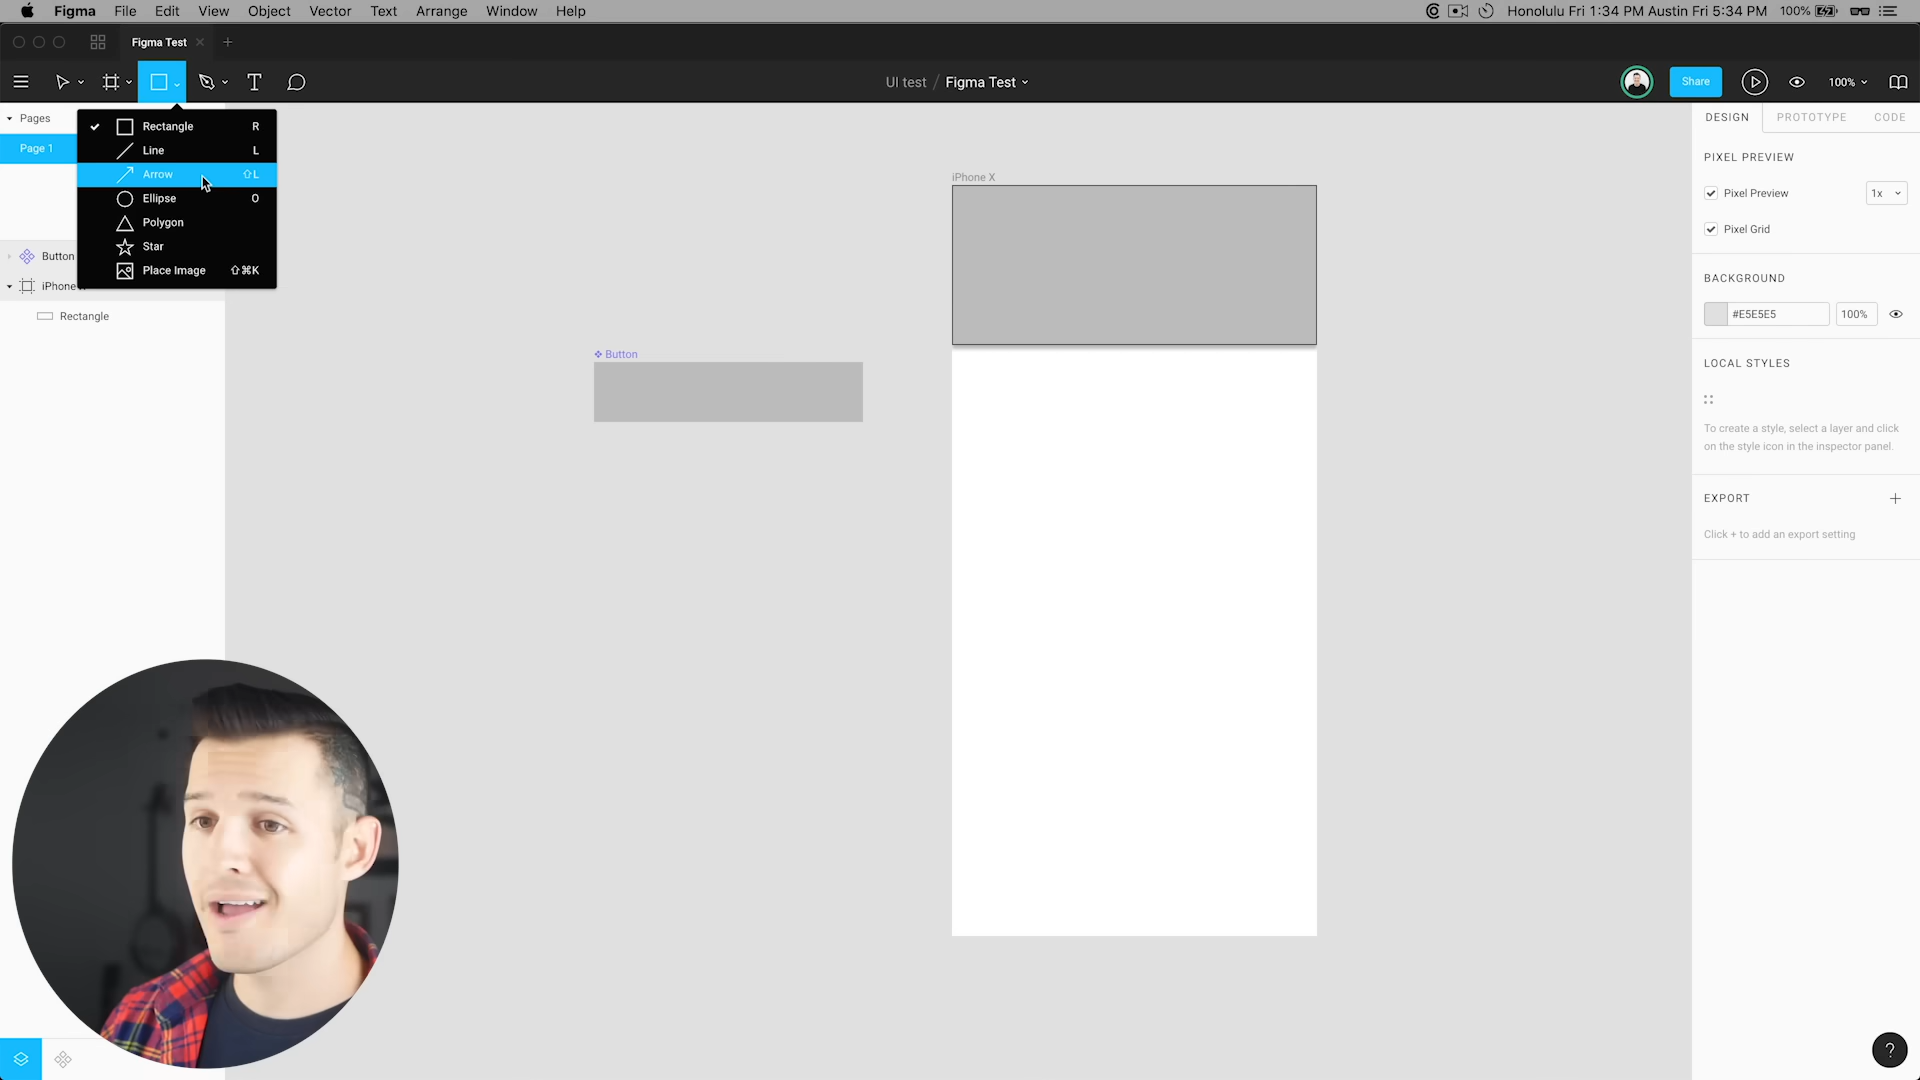 Figma File Edit View Object Vector Text Arrange Window Help Honolulu Fri 1:34 PM Austin Fri 5:34 PM 100%
Figma Test
UI test / Figma Test
Share
100%
Pages
Page 1
Rectangle R
Line L
Arrow ⇧L
Ellipse O
Polygon
Star
Place Image ⇧⌘K
Button
iPhone
Rectangle
Button
iPhone X
DESIGN PROTOTYPE CODE
PIXEL PREVIEW
Pixel Preview 1x
Pixel Grid
BACKGROUND
#E5E5E5 100%
LOCAL STYLES
To create a style, select a layer and click
on the style icon in the inspector panel.
EXPORT
Click + to add an export setting
?